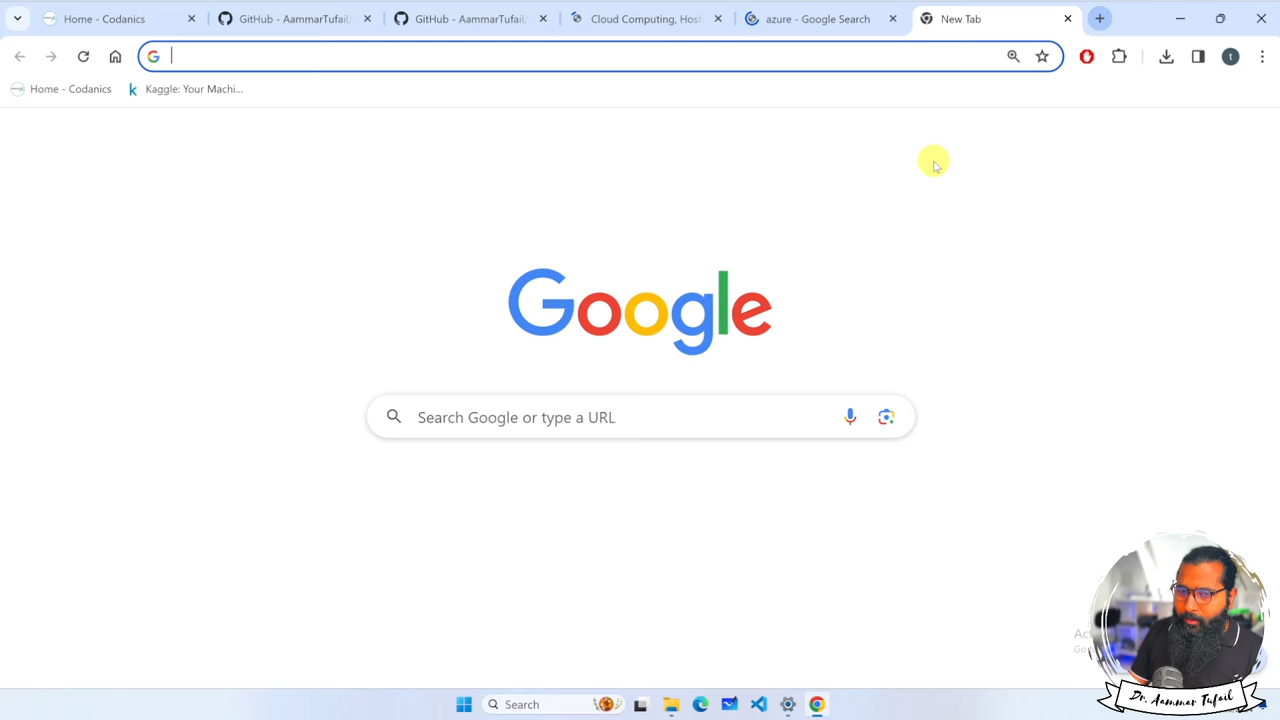 Home - Codanics
GitHub - AammarTufail/
GitHub - AammarTufail/
Cloud Computing, Host
azure - Google Search
New Tab
Home - Codanics
Kaggle: Your Machi...
Google
Search Google or type a URL
Search
Dr. Aammar Tufail